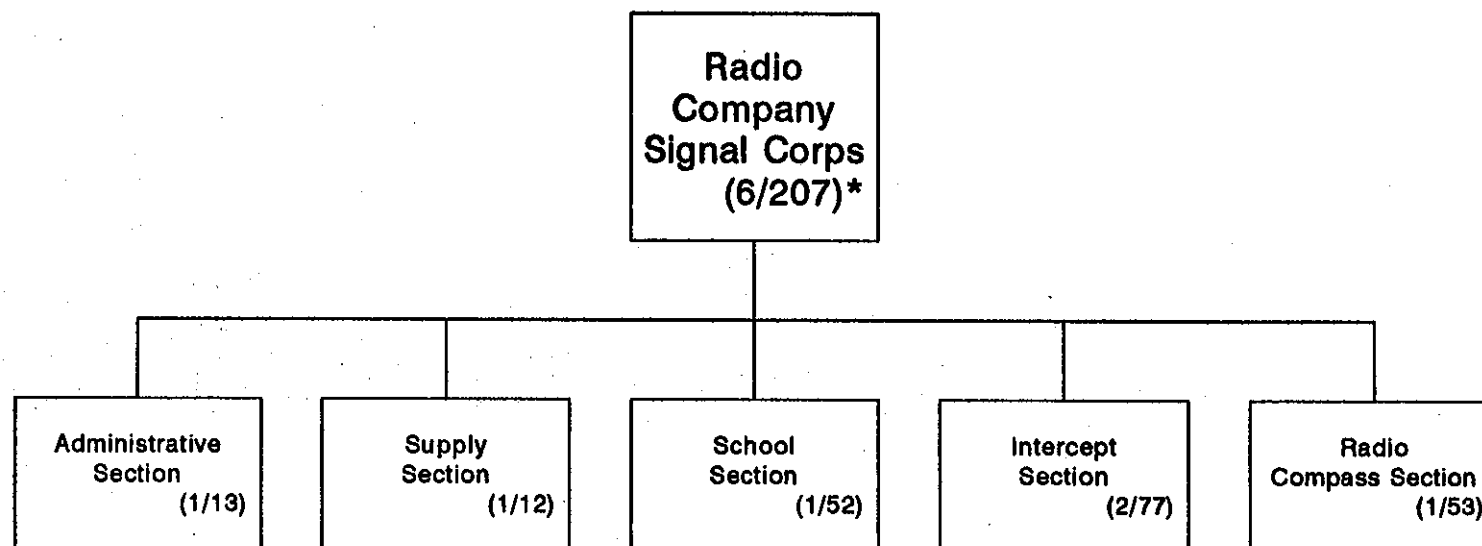 Radio
Company
Signal Corps
(6/207)*
Administrative
Section
(1/13)
Supply
Section
(1/12)
School
Section
(1/52)
Intercept
Section
(2/77)
Radio
Compass Section
(1/53)